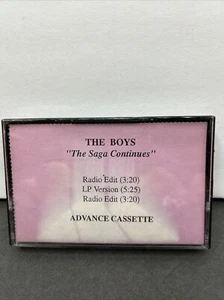 THE BOYS
"The Saga Continues"
Radio Edit (3:20)
LP Version (5:25)
Radio Edit (3:20)
ADVANCE CASSETTE